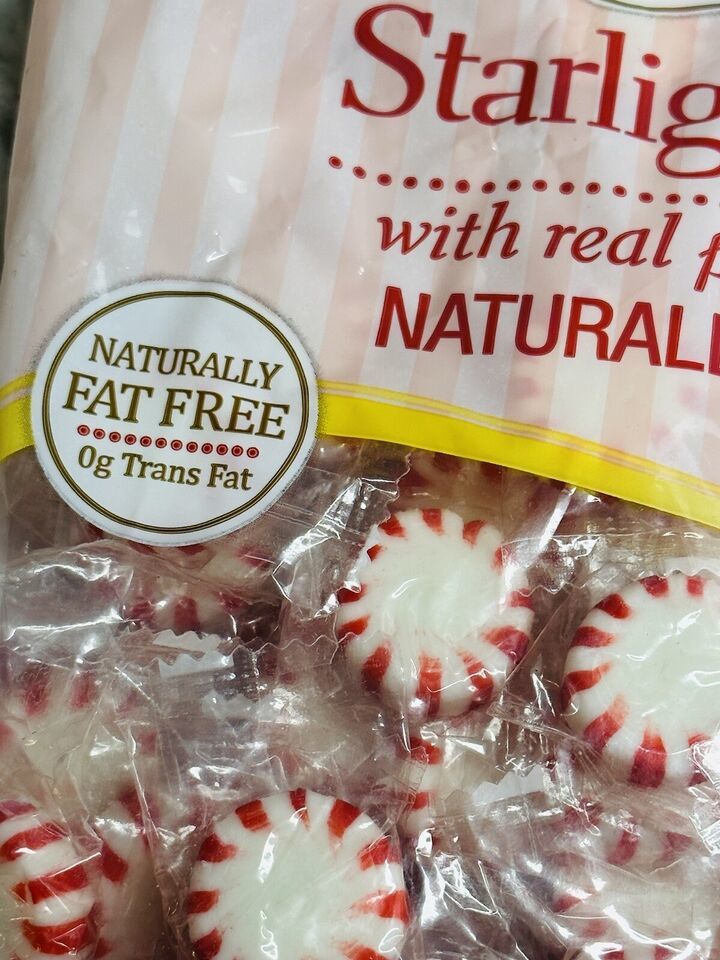 Starlig
with real p
NATURALL
NATURALLY
FAT FREE
0g Trans Fat